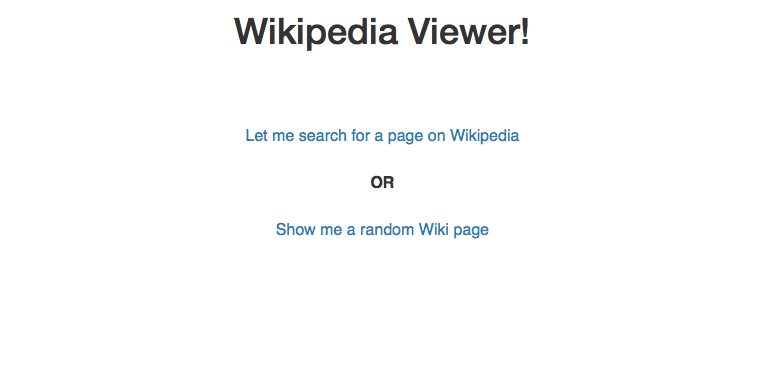 Wikipedia Viewer!
Let me search for a page on Wikipedia
OR
Show me a random Wiki page